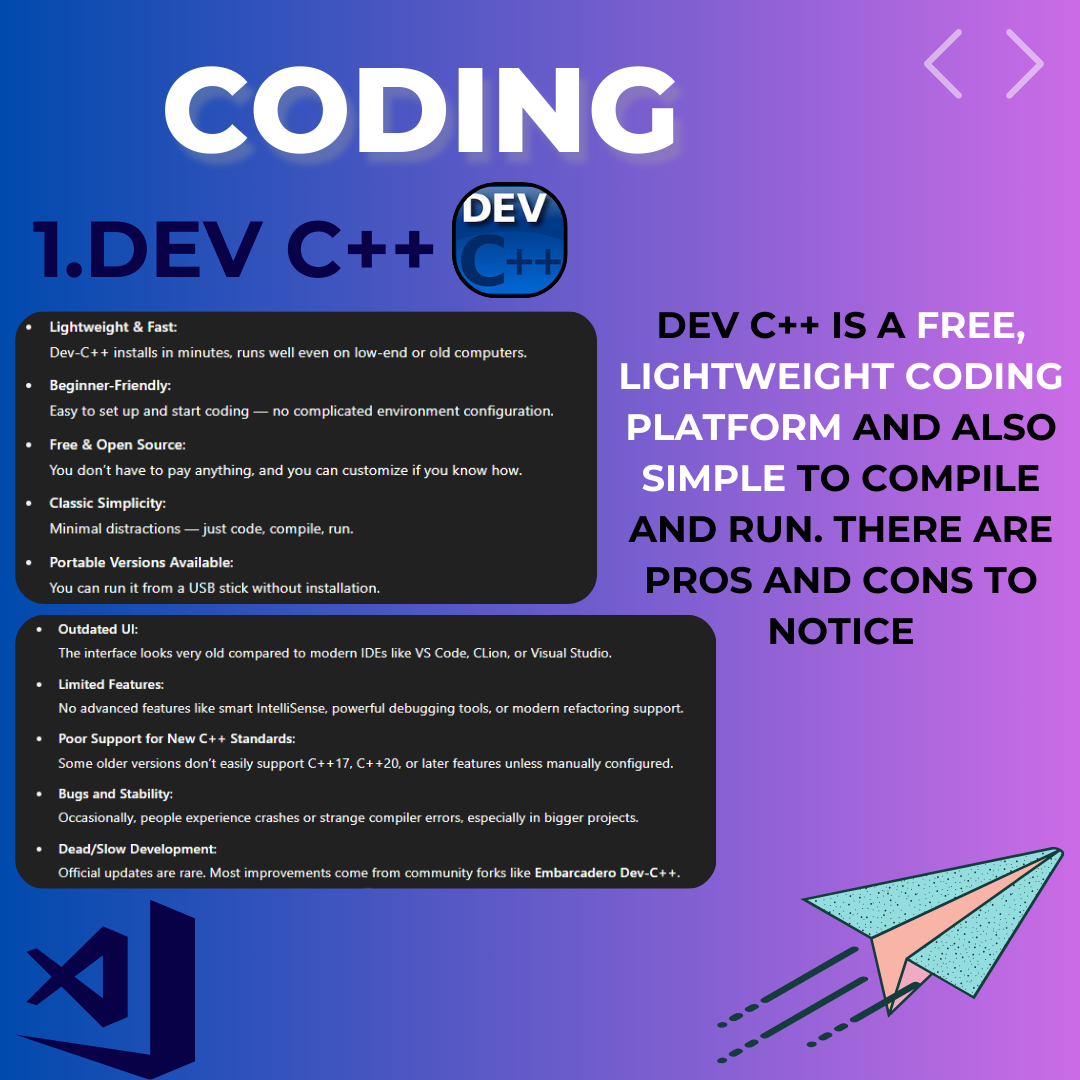 CODING
1.DEV C++
DEV
C++
• Lightweight & Fast:
Dev-C++ installs in minutes, runs well even on low-end or old computers.
• Beginner-Friendly:
Easy to set up and start coding — no complicated environment configuration.
• Free & Open Source:
You don't have to pay anything, and you can customize if you know how.
• Classic Simplicity:
Minimal distractions — just code, compile, run.
• Portable Versions Available:
You can run it from a USB stick without installation.
DEV C++ IS A FREE,
LIGHTWEIGHT CODING
PLATFORM AND ALSO
SIMPLE TO COMPILE
AND RUN. THERE ARE
PROS AND CONS TO
NOTICE
• Outdated UI:
The interface looks very old compared to modern IDEs like VS Code, CLion, or Visual Studio.
• Limited Features:
No advanced features like smart IntelliSense, powerful debugging tools, or modern refactoring support.
• Poor Support for New C++ Standards:
Some older versions don't easily support C++17, C++20, or later features unless manually configured.
• Bugs and Stability:
Occasionally, people experience crashes or strange compiler errors, especially in bigger projects.
• Dead/Slow Development:
Official updates are rare. Most improvements come from community forks like Embarcadero Dev-C++.